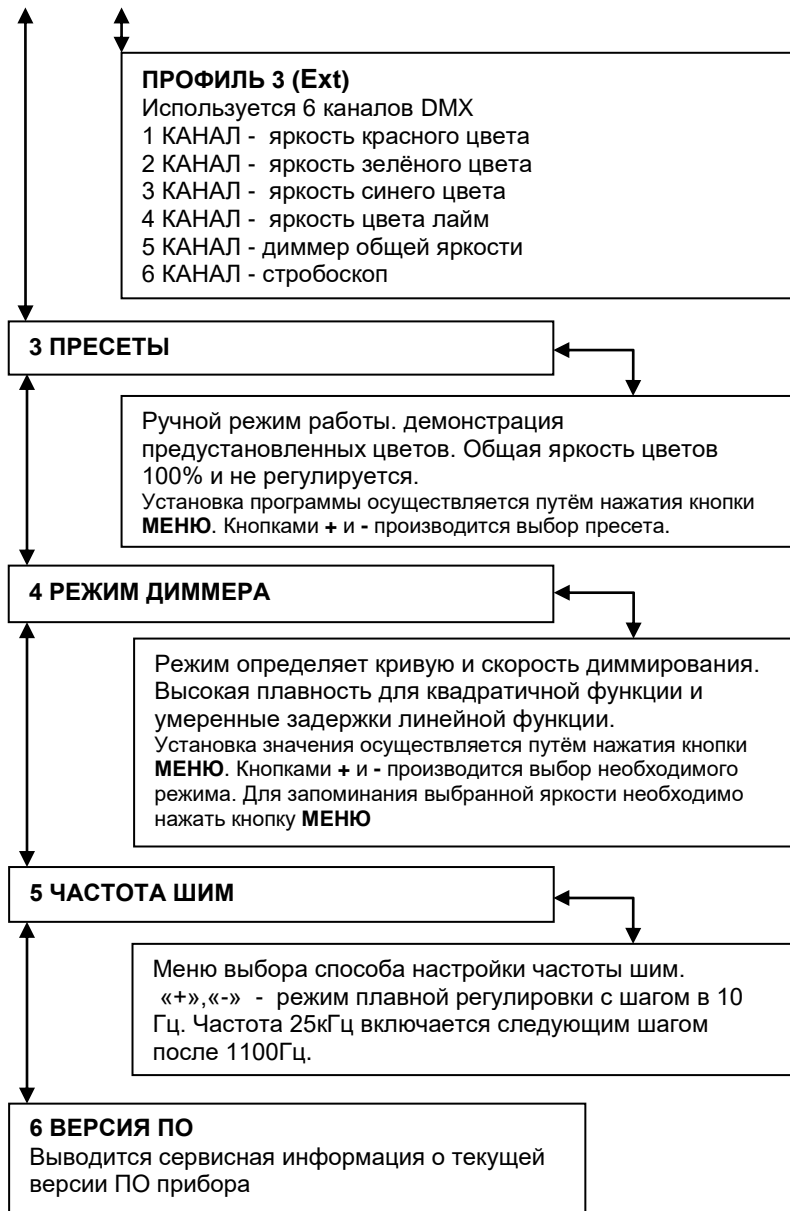 ПРОФИЛЬ 3 (Ext)
Используется 6 каналов DMX
1 КАНАЛ - яркость красного цвета
2 КАНАЛ - яркость зелёного цвета
3 КАНАЛ - яркость синего цвета
4 КАНАЛ - яркость цвета лайм
5 КАНАЛ - диммер общей яркости
6 КАНАЛ - стробоскоп
3 ПРЕСЕТЫ
Ручной режим работы. демонстрация
предустановленных цветов. Общая яркость цветов
100% и не регулируется.
Установка программы осуществляется путём нажатия кнопки
МЕНЮ. Кнопками + и - производится выбор пресета.
4 РЕЖИМ ДИММЕРА
Режим определяет кривую и скорость диммирования.
Высокая плавность для квадратичной функции и
умеренные задержки линейной функции.
Установка значения осуществляется путём нажатия кнопки
МЕНЮ. Кнопками + и - производится выбор необходимого
режима. Для запоминания выбранной яркости необходимо
нажать кнопку МЕНЮ
5 ЧАСТОТА ШИМ
Меню выбора способа настройки частоты шим.
«+»,«-» - режим плавной регулировки с шагом в 10
Гц. Частота 25кГц включается следующим шагом
после 1100Гц.
6 ВЕРСИЯ ПО
Выводится сервисная информация о текущей
версии ПО прибора